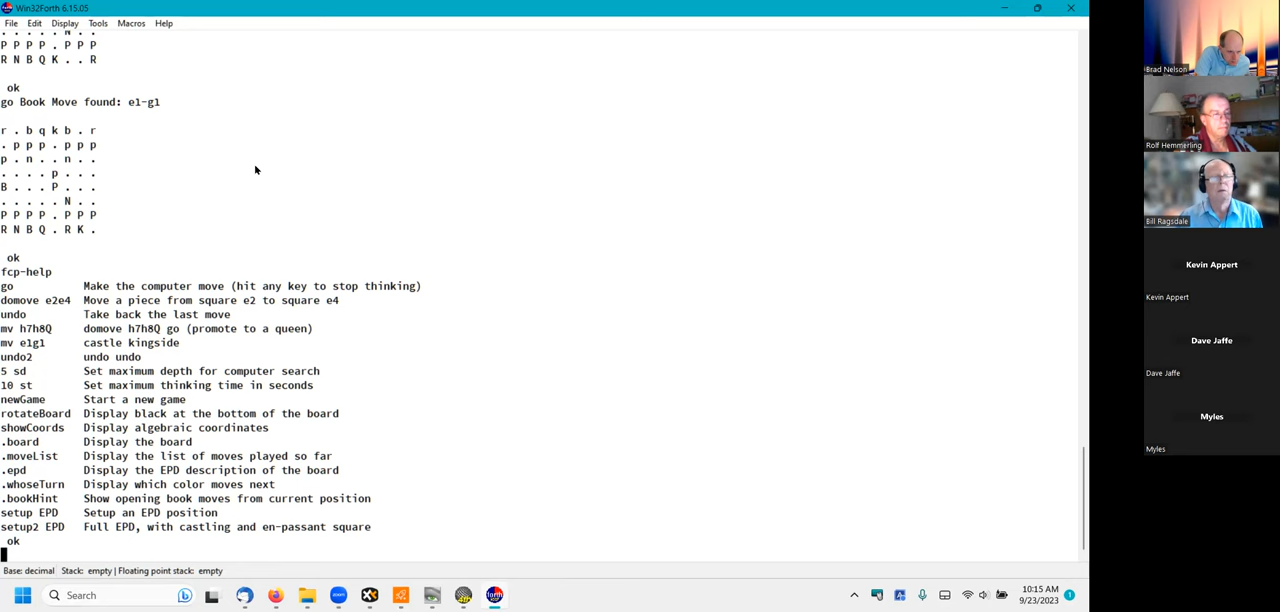 Win32Forth 6.15.05
File Edit Display Tools Macros Help
. . . . . N . .
P P P P . P P P
R N B Q K . . R
ok
go Book Move found: e1-g1
r . b q k b . r
. p p p . p p p
p . n . . n . .
. . . . p . . .
B . . . P . . .
. . . . . N . .
P P P P . P P P
R N B Q . R K .
ok
fcp-help
go Make the computer move (hit any key to stop thinking)
domove e2e4 Move a piece from square e2 to square e4
undo Take back the last move
mv h7h8Q domove h7h8Q go (promote to a queen)
mv e1g1 castle kingside
undo2 undo undo
5 sd Set maximum depth for computer search
10 st Set maximum thinking time in seconds
newGame Start a new game
rotateBoard Display black at the bottom of the board
showCoords Display algebraic coordinates
.board Display the board
.moveList Display the list of moves played so far
.epd Display the EPD description of the board
.whoseTurn Display which color moves next
.bookHint Show opening book moves from current position
setup EPD Setup an EPD position
setup2 EPD Full EPD, with castling and en-passant square
ok
Base: decimal Stack: empty Floating point stack: empty
Search
10:15 AM
9/23/2023
Brad Nelson
Rolf Hemmerling
Bill Ragsdale
Kevin Appert
Kevin Appert
Dave Jaffe
Dave Jaffe
Myles
Myles